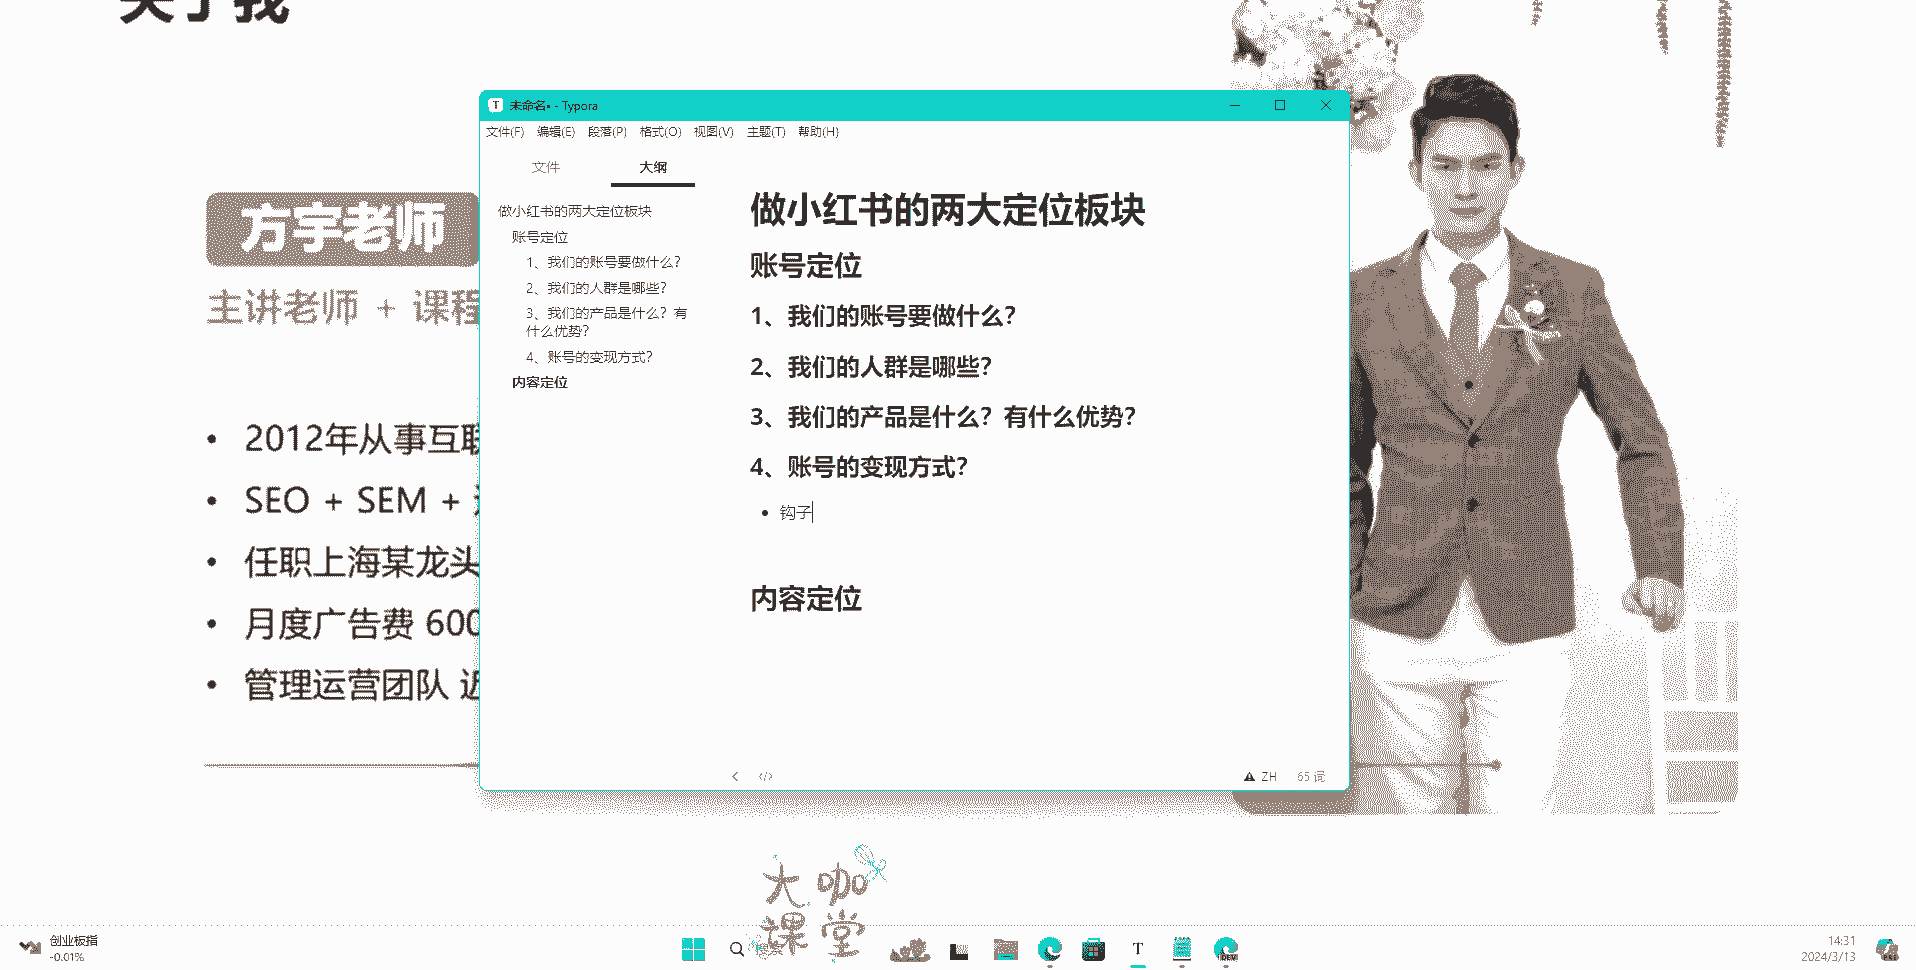 关于我
方宇老师
主讲老师 + 课程
2012年从事互联
SEO + SEM +
任职上海某龙头
月度广告费 600
管理运营团队 近
未命名• - Typora
文件(F) 编辑(E) 段落(P) 格式(O) 视图(V) 主题(T) 帮助(H)
文件 大纲
做小红书的两大定位板块
账号定位
1、我们的账号要做什么？
2、我们的人群是哪些？
3、我们的产品是什么？有
什么优势？
4、账号的变现方式？
内容定位
做小红书的两大定位板块
账号定位
1、我们的账号要做什么？
2、我们的人群是哪些？
3、我们的产品是什么？有什么优势？
4、账号的变现方式？
钩子
内容定位
ZH 65 词
大咖
课堂
创业板指
-0.01%
14:31
2024/3/13